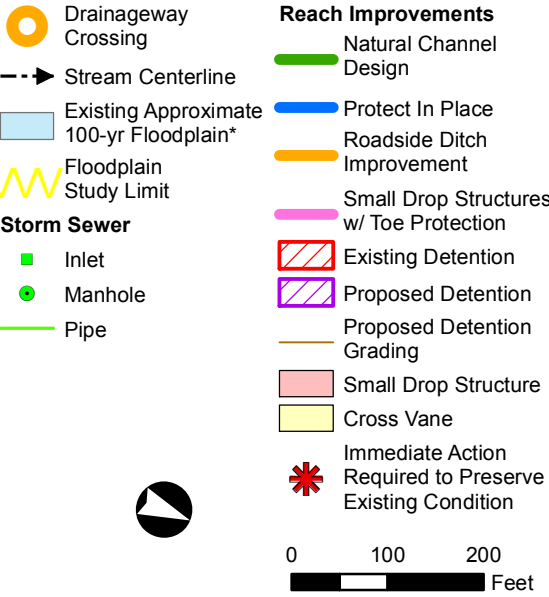 Drainageway
Crossing
Stream Centerline
Existing Approximate
100-yr Floodplain*
Floodplain
Study Limit
Storm Sewer
Inlet
Manhole
Pipe
Reach Improvements
Natural Channel
Design
Protect In Place
Roadside Ditch
Improvement
Small Drop Structures
w/ Toe Protection
Existing Detention
Proposed Detention
Proposed Detention
Grading
Small Drop Structure
Cross Vane
Immediate Action
Required to Preserve
Existing Condition
0 100 200
Feet